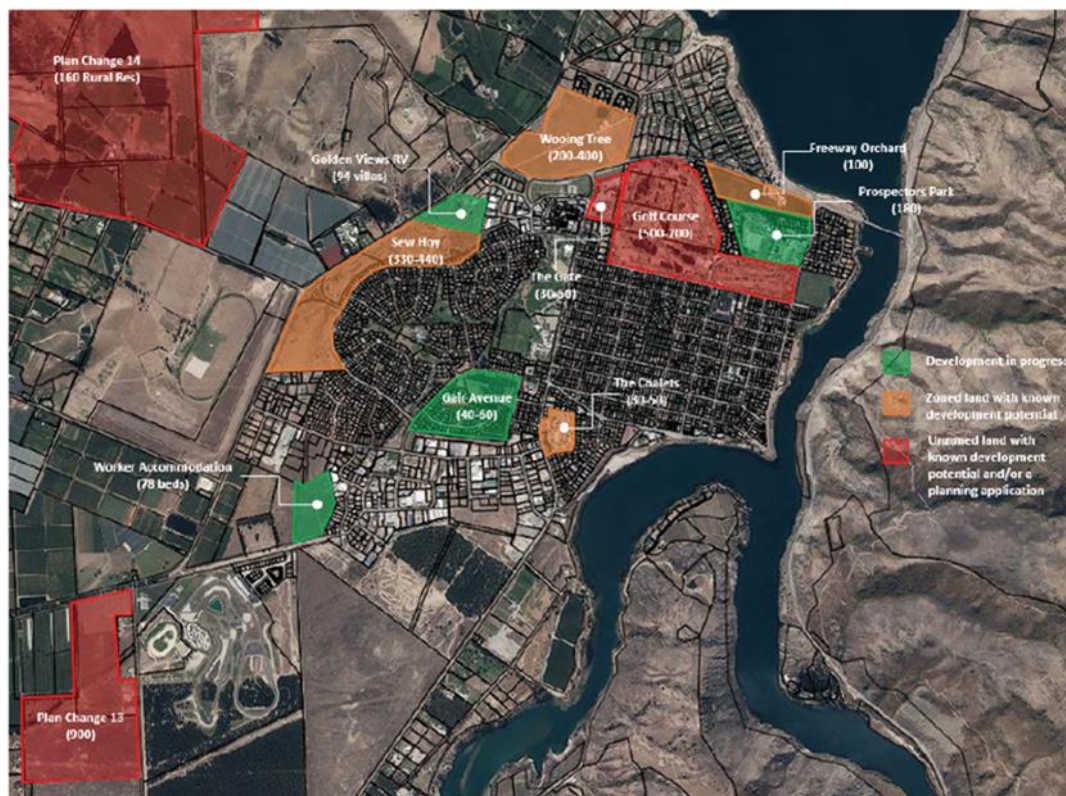 Plan Change 14
(160 Rural Res)
Wooing Tree
(200-400)
Golden Views RV
(94 villas)
Freeway Orchard
(100)
Prospectors Park
(180)
Golf Course
(500-700)
Sew Hoy
(330-440)
The Gate
(30-50)
Development in progress
Zoned land with known
development potential
The Chalets
Gair Avenue
(40-60)
Unzoned land with
known development
potential and/or a
planning application
Worker Accommodation
(78 beds)
Plan Change 13
(900)